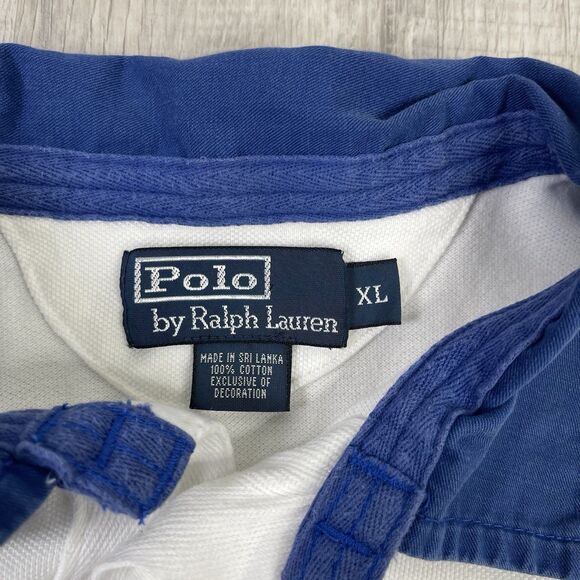 Polo
by Ralph Lauren
XL
MADE IN SRI LANKA
100% COTTON
EXCLUSIVE OF
DECORATION